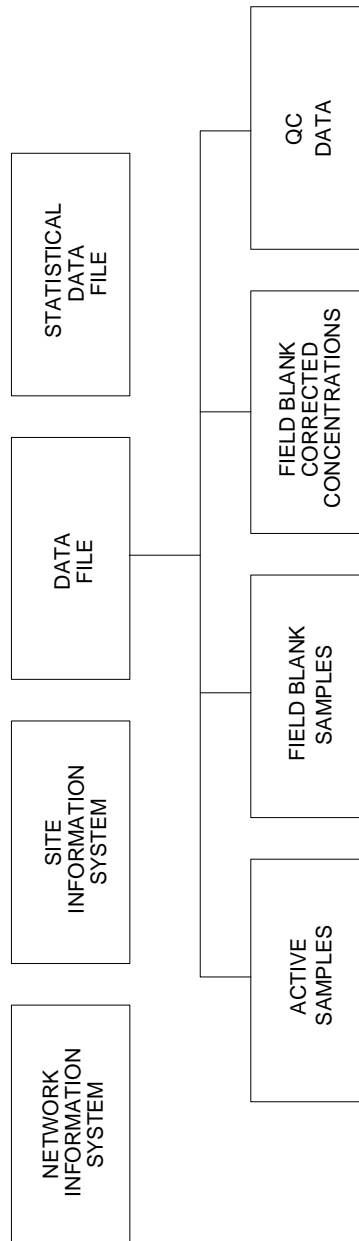 NETWORK
INFORMATION
SYSTEM
SITE
INFORMATION
SYSTEM
DATA
FILE
STATISTICAL
DATA
FILE
ACTIVE
SAMPLES
FIELD BLANK
SAMPLES
FIELD BLANK
CORRECTED
CONCENTRATIONS
QC
DATA